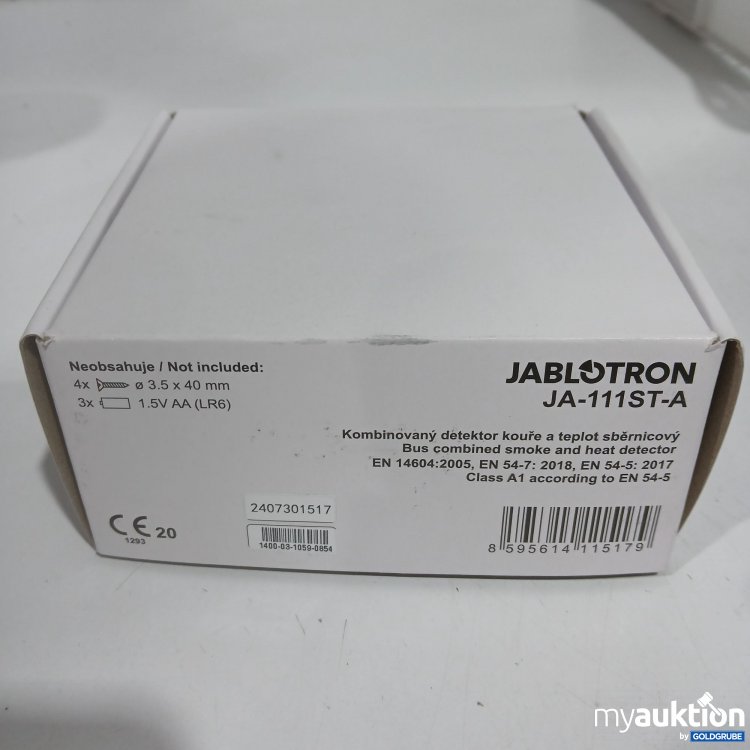 Neobsahuje / Not included:
4x ø 3.5 x 40 mm
3x 1.5V AA (LR6)
JABLOTRON
JA-111ST-A
Kombinovaný detektor kouře a teplot sběrnicový
Bus combined smoke and heat detector
EN 14604:2005, EN 54-7: 2018, EN 54-5: 2017
Class A1 according to EN 54-5
CE 20
1293
2407301517
1400-03-1059-0854
8 595614 115179
myauktion
by GOLDGRUBE